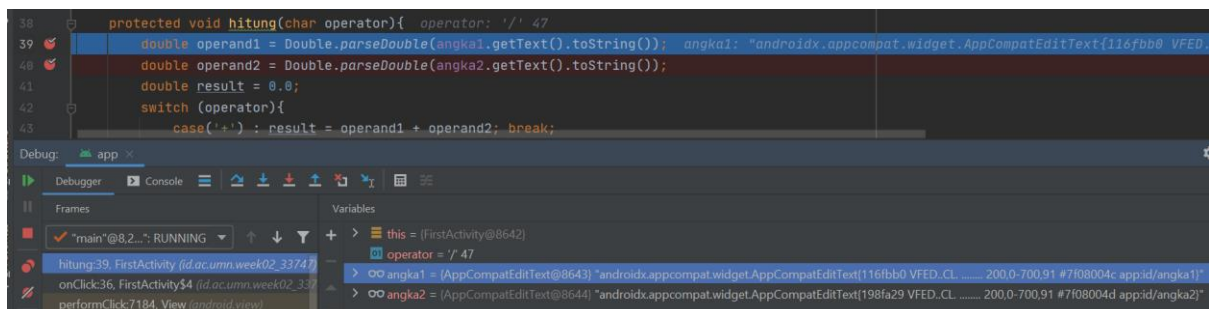 38 protected void hitung(char operator){ operator: '/' 47
39 double operand1 = Double.parseDouble(angka1.getText().toString()); angka1: "androidx.appcompat.widget.AppCompatEditText{116fbb0 VFED.
40 double operand2 = Double.parseDouble(angka2.getText().toString());
41 double result = 0.0;
42 switch (operator){
43 case('+') : result = operand1 + operand2; break;
Debug: app
Debugger Console
Frames Variables
"main"@8,2...": RUNNING
this = {FirstActivity@8642}
operator = '/' 47
hitung:39, FirstActivity (id.ac.umn.week02_33747)
angka1 = {AppCompatEditText@8643} "androidx.appcompat.widget.AppCompatEditText{116fbb0 VFED..CL. ........ 200,0-700,91 #7f08004c app:id/angka1}"
onClick:36, FirstActivity$4 (id.ac.umn.week02_337
angka2 = {AppCompatEditText@8644} "androidx.appcompat.widget.AppCompatEditText{198fa29 VFED..CL. ........ 200,0-700,91 #7f08004d app:id/angka2}"
performClick:7184, View (android.view)